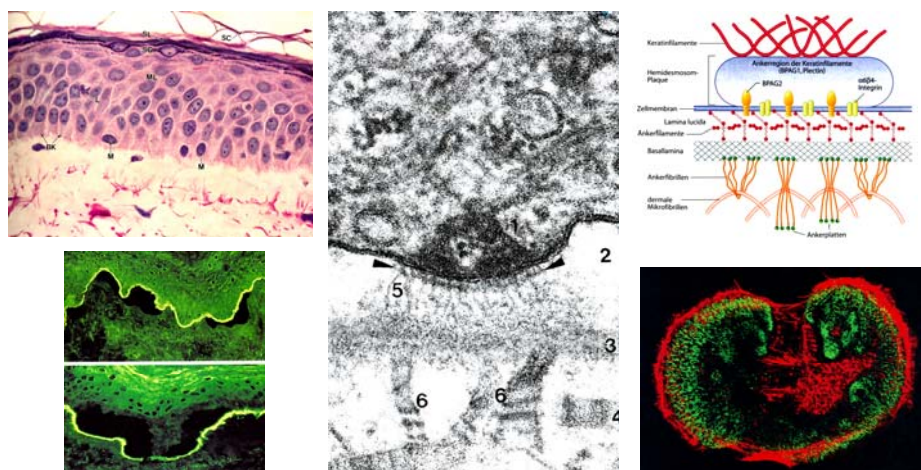 SC
SL
SG
ML
L
BK
M
M
1
2
5
3
6
6
4
Keratinfilamente
Ankerregion der Keratinfilamente
(BPAG1, Plectin)
Hemidesmosom-
Plaque
BPAG2
α6β4-
Integrin
Zellmembran
Lamina lucida
Ankerfilamente
Basallamina
Ankerfibrillen
dermale
Mikrofibrillen
Ankerplatten